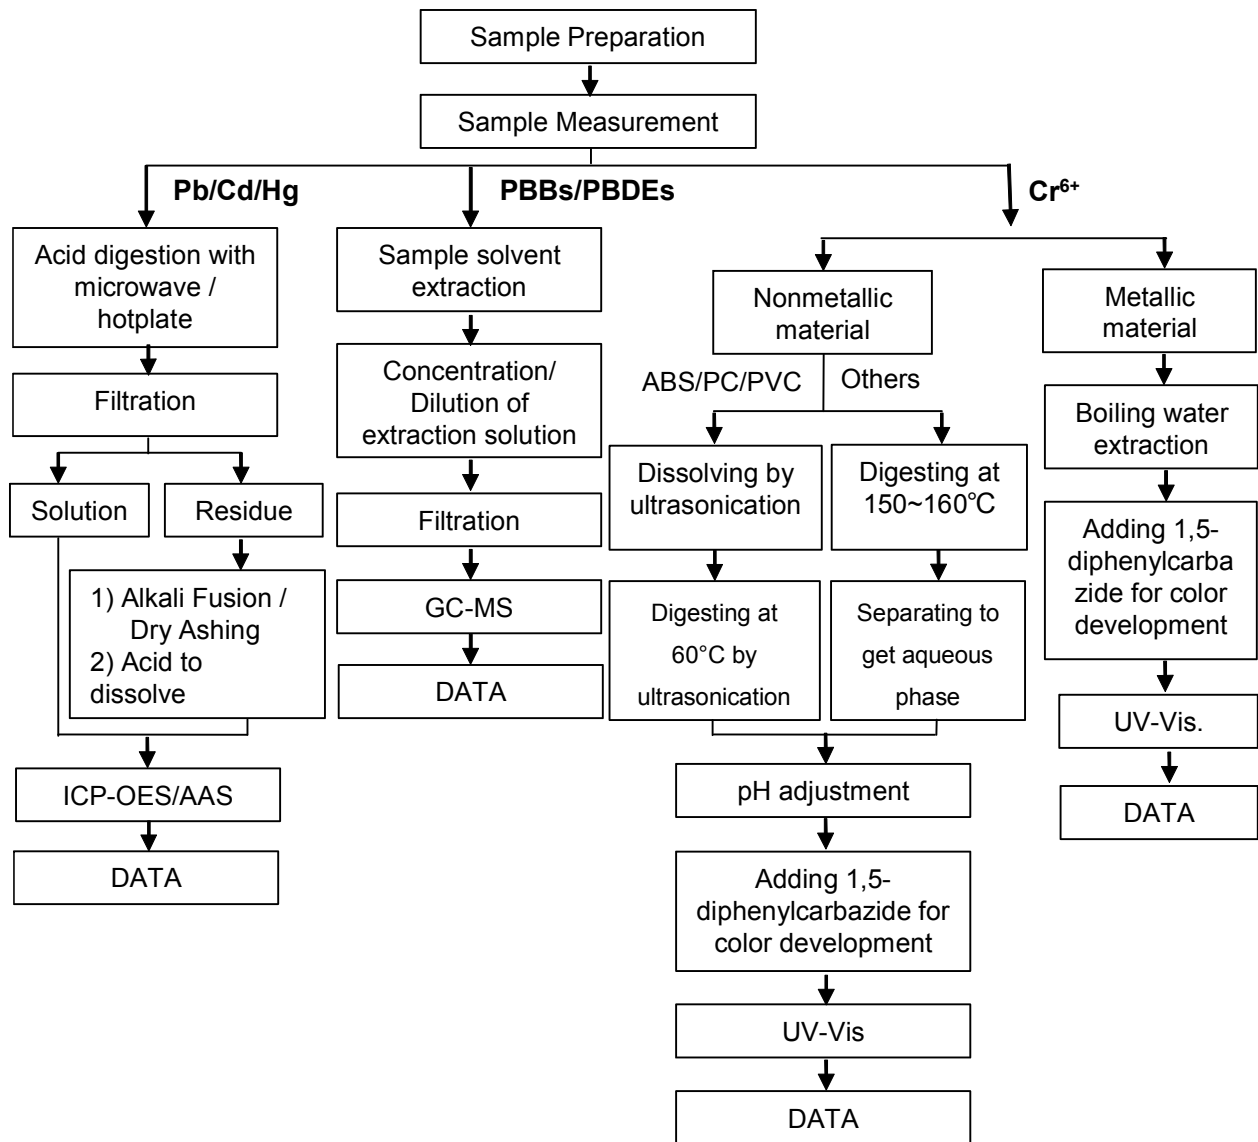 Sample Preparation
Sample Measurement
Pb/Cd/Hg
PBBs/PBDEs
Cr⁶⁺
Acid digestion with
microwave /
hotplate
Filtration
Solution
Residue
1) Alkali Fusion /
Dry Ashing
2) Acid to
dissolve
ICP-OES/AAS
DATA
Sample solvent
extraction
Concentration/
Dilution of
extraction solution
Filtration
GC-MS
DATA
Nonmetallic
material
ABS/PC/PVC
Others
Dissolving by
ultrasonication
Digesting at
60°C by
ultrasonication
Digesting at
150~160℃
Separating to
get aqueous
phase
pH adjustment
Adding 1,5-
diphenylcarbazide for
color development
UV-Vis
DATA
Metallic
material
Boiling water
extraction
Adding 1,5-
diphenylcarba
zide for color
development
UV-Vis.
DATA